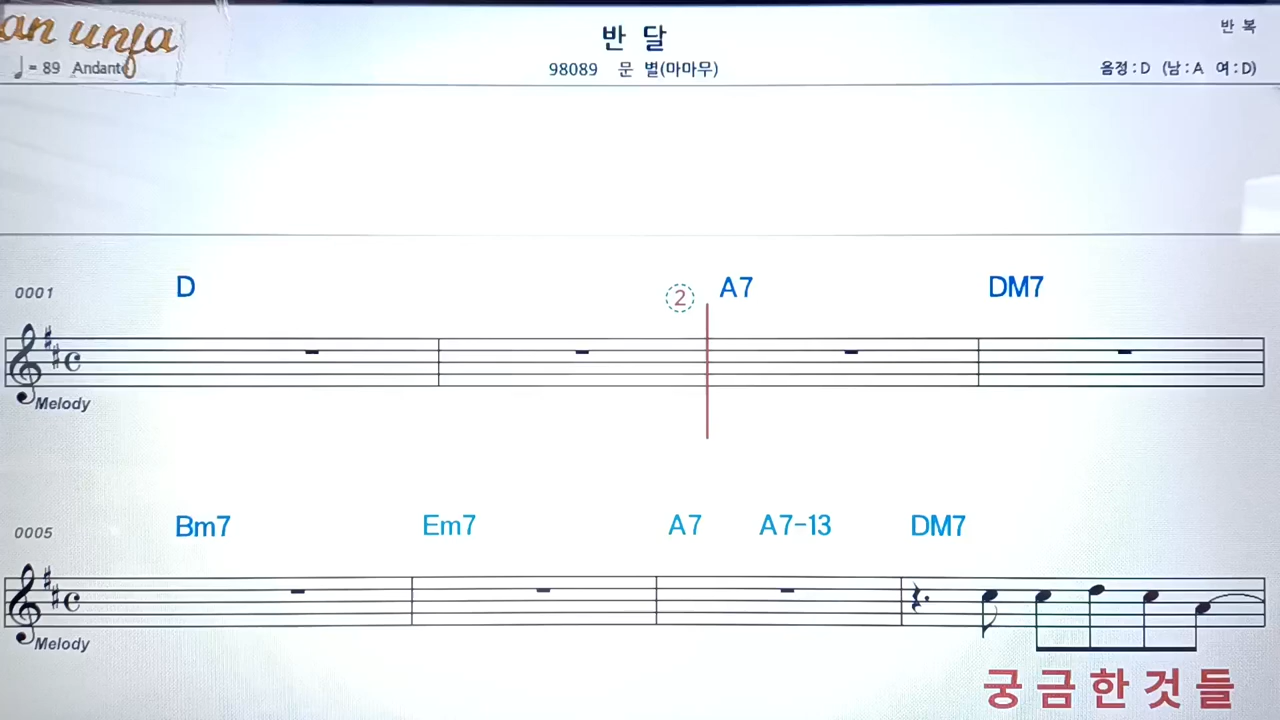 an unja
♩= 89 Andante
반 달
98089 문 별(마마무)
반 복
음정 : D (남 : A 여 : D)
0001
D
② A7
DM7
Melody
0005
Bm7
Em7
A7
A7-13
DM7
Melody
궁 금 한 것 들